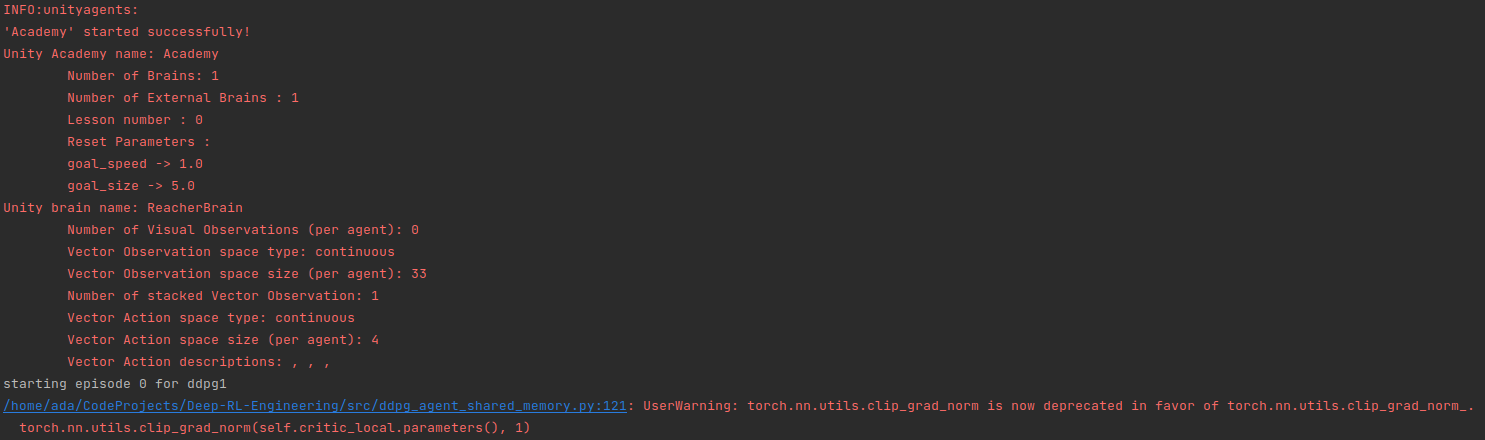 INFO:unityagents:
'Academy' started successfully!
Unity Academy name: Academy
Number of Brains: 1
Number of External Brains : 1
Lesson number : 0
Reset Parameters :
goal_speed -> 1.0
goal_size -> 5.0
Unity brain name: ReacherBrain
Number of Visual Observations (per agent): 0
Vector Observation space type: continuous
Vector Observation space size (per agent): 33
Number of stacked Vector Observation: 1
Vector Action space type: continuous
Vector Action space size (per agent): 4
Vector Action descriptions: , , ,
starting episode 0 for ddpg1
/home/ada/CodeProjects/Deep-RL-Engineering/src/ddpg_agent_shared_memory.py:121: UserWarning: torch.nn.utils.clip_grad_norm is now deprecated in favor of torch.nn.utils.clip_grad_norm_.
torch.nn.utils.clip_grad_norm(self.critic_local.parameters(), 1)